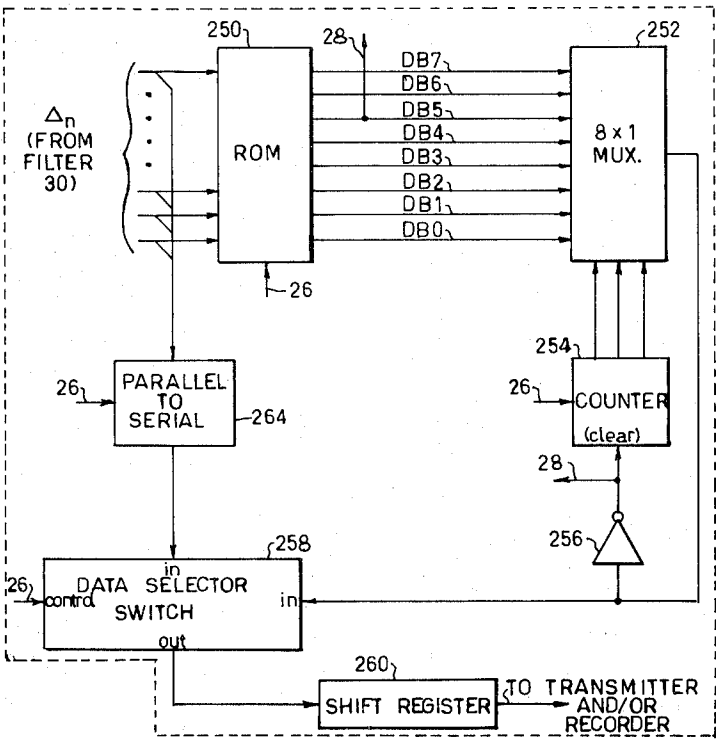 250
28
252
DB7
DB6
DB5
DB4
DB3
DB2
DB1
DB0
Δn
(FROM
FILTER
30)
ROM
8 x 1
MUX.
26
254
26
COUNTER
(clear)
26
PARALLEL
TO
SERIAL
264
28
256
258
in
26
control
DATA SELECTOR
SWITCH
in
out
260
SHIFT REGISTER
TO TRANSMITTER
AND/OR
RECORDER